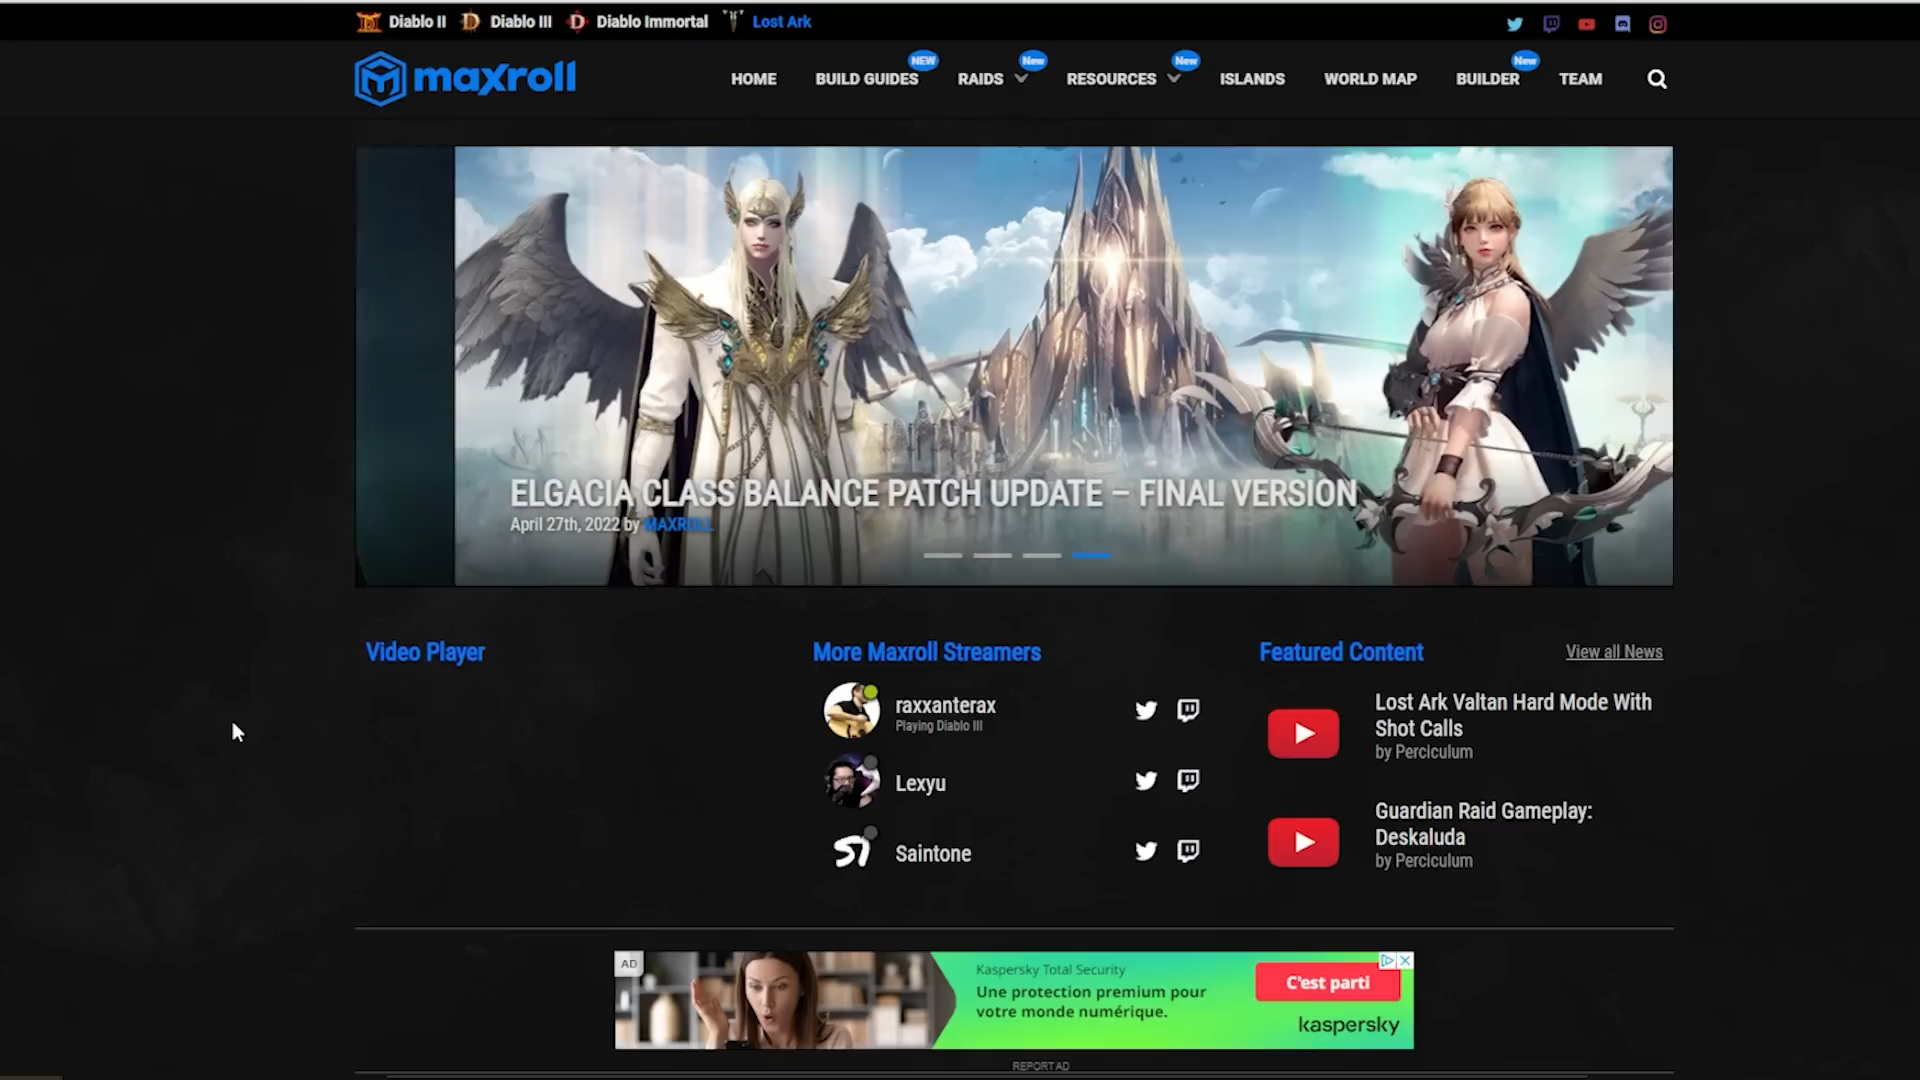 Diablo II Diablo III Diablo Immortal Lost Ark
maxroll
NEW New New New
HOME BUILD GUIDES RAIDS RESOURCES ISLANDS WORLD MAP BUILDER TEAM
ELGACIA CLASS BALANCE PATCH UPDATE – FINAL VERSION
April 27th, 2022 by MAXROLL
Video Player
More Maxroll Streamers
raxxanterax
Playing Diablo III
Lexyu
Saintone
Featured Content
View all News
Lost Ark Valtan Hard Mode With
Shot Calls
by Perciculum
Guardian Raid Gameplay:
Deskaluda
by Perciculum
AD
Kaspersky Total Security
Une protection premium pour
votre monde numérique.
C'est parti
kaspersky
REPORT AD